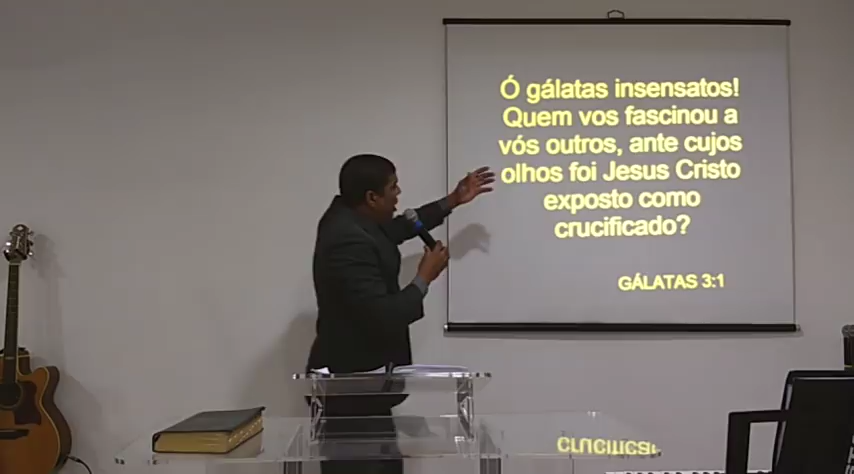 Ó gálatas insensatos!
Quem vos fascinou a
vós outros, ante cujos
olhos foi Jesus Cristo
exposto como
crucificado?
GÁLATAS 3:1